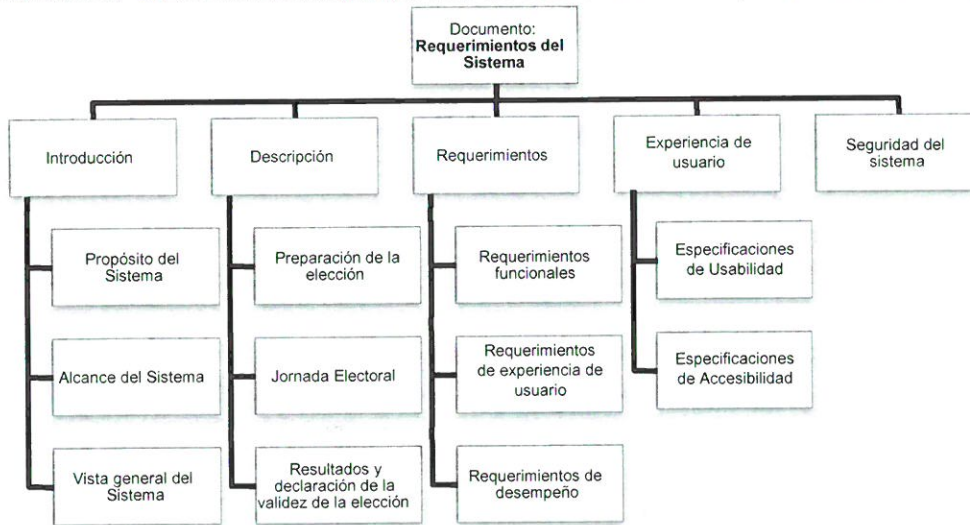 Documento:
Requerimientos del
Sistema
Introducción
Descripción
Requerimientos
Experiencia de
usuario
Seguridad del
sistema
Propósito del
Sistema
Preparación de la
elección
Requerimientos
funcionales
Especificaciones
de Usabilidad
Alcance del Sistema
Jornada Electoral
Requerimientos
de experiencia de
usuario
Especificaciones
de Accesibilidad
Vista general del
Sistema
Resultados y
declaración de la
validez de la elección
Requerimientos de
desempeño